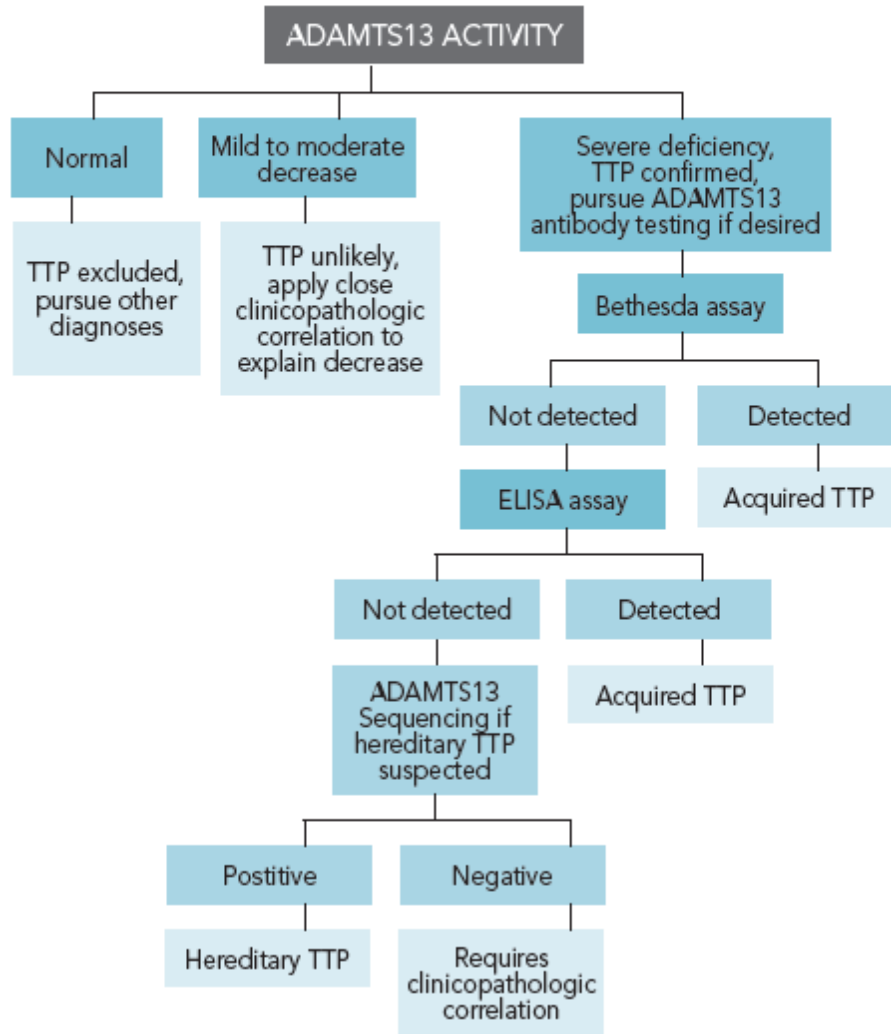 ADAMTS13 ACTIVITY
Normal
Mild to moderate
decrease
Severe deficiency,
TTP confirmed,
pursue ADAMTS13
antibody testing if desired
TTP excluded,
pursue other
diagnoses
TTP unlikely,
apply close
clinicopathologic
correlation to
explain decrease
Bethesda assay
Not detected
Detected
ELISA assay
Acquired TTP
Not detected
Detected
ADAMTS13
Sequencing if
hereditary TTP
suspected
Acquired TTP
Postitive
Negative
Hereditary TTP
Requires
clinicopathologic
correlation